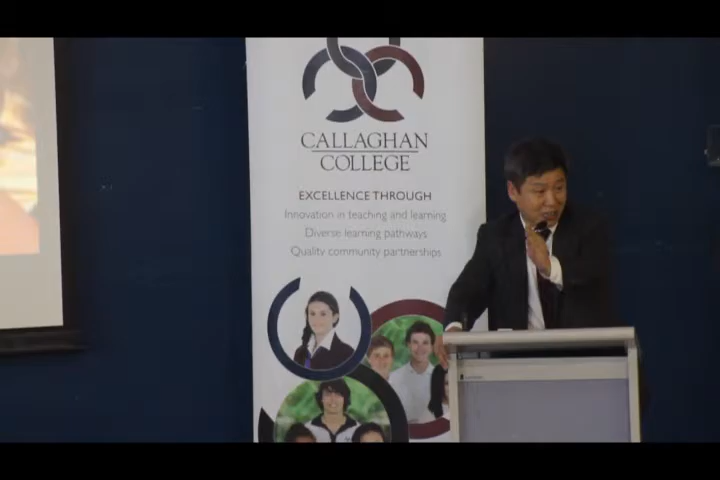 CALLAGHAN
COLLEGE
EXCELLENCE THROUGH
Innovation in teaching and learning
Diverse learning pathways
Quality community partnerships